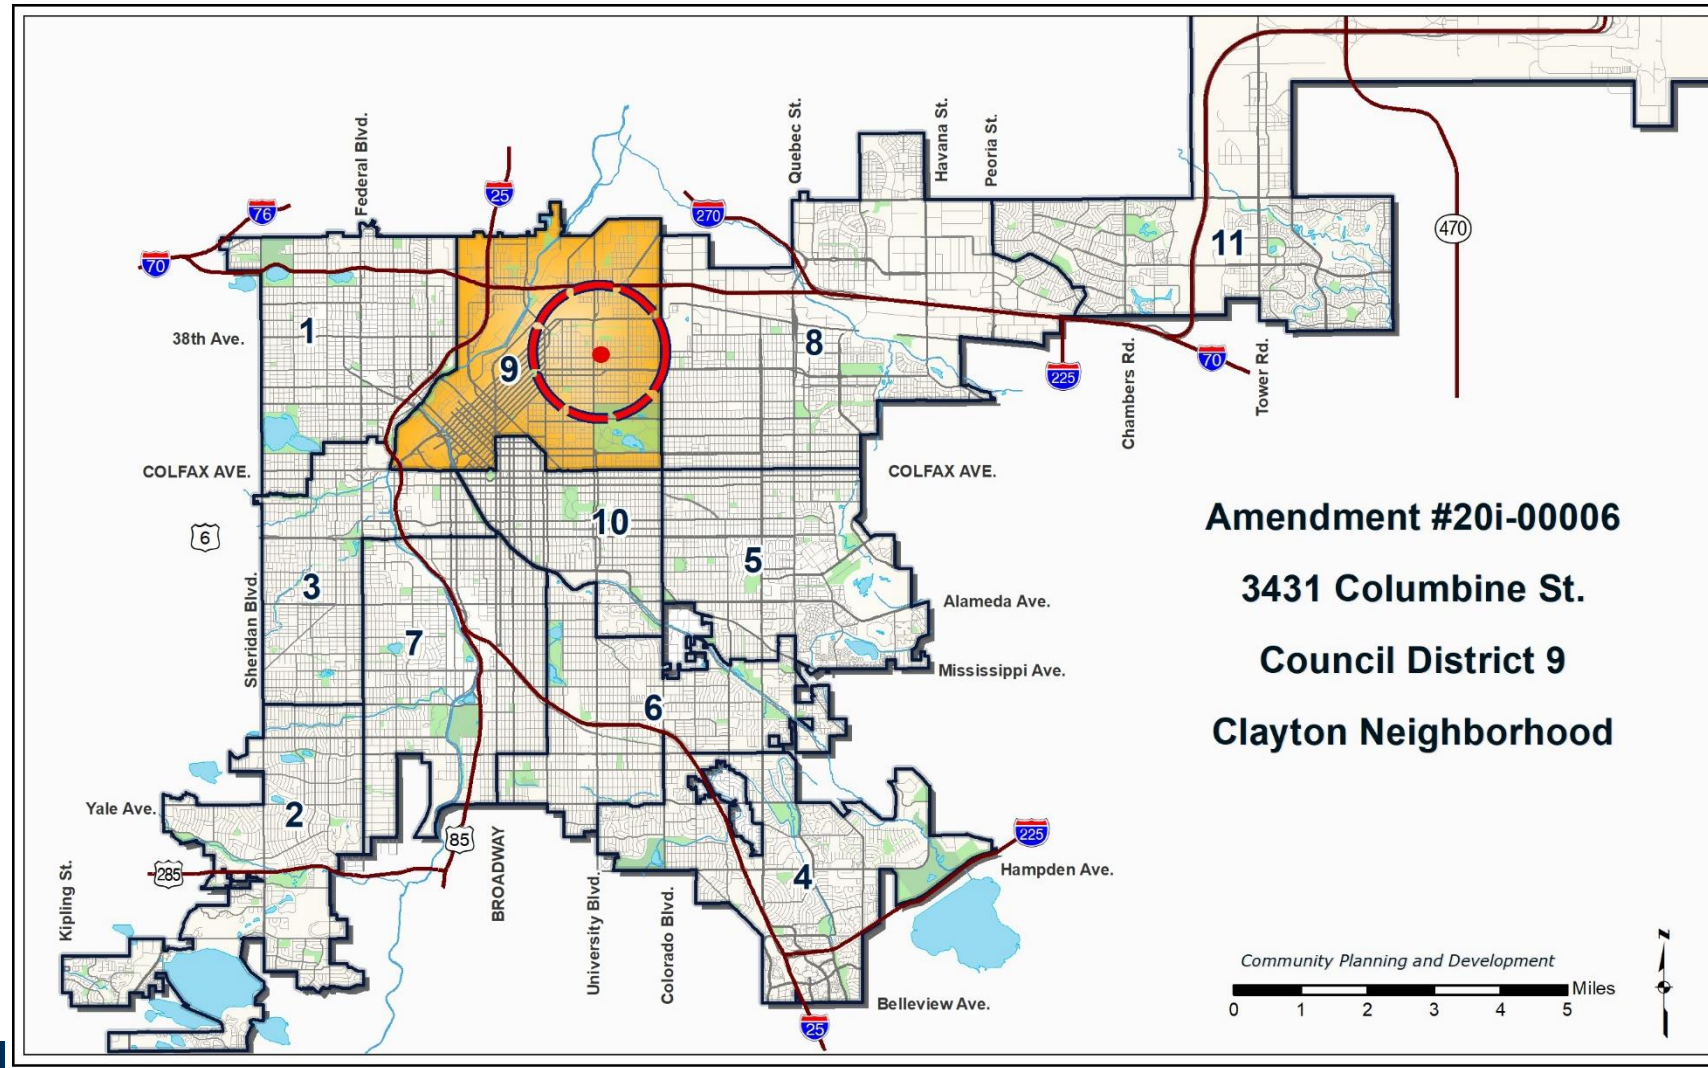 Federal Blvd.
Quebec St.
Havana St.
Peoria St.
25
76
270
70
470
11
1
38th Ave.
8
9
225
70
Chambers Rd.
Tower Rd.
COLFAX AVE.
COLFAX AVE.
6
10
5
3
Sheridan Blvd.
7
Alameda Ave.
Mississippi Ave.
6
Amendment #20i-00006
3431 Columbine St.
Council District 9
Clayton Neighborhood
Yale Ave.
2
85
225
285
4
Hampden Ave.
Kipling St.
BROADWAY
University Blvd.
Colorado Blvd.
Belleview Ave.
25
Community Planning and Development
Miles
0 1 2 3 4 5
z